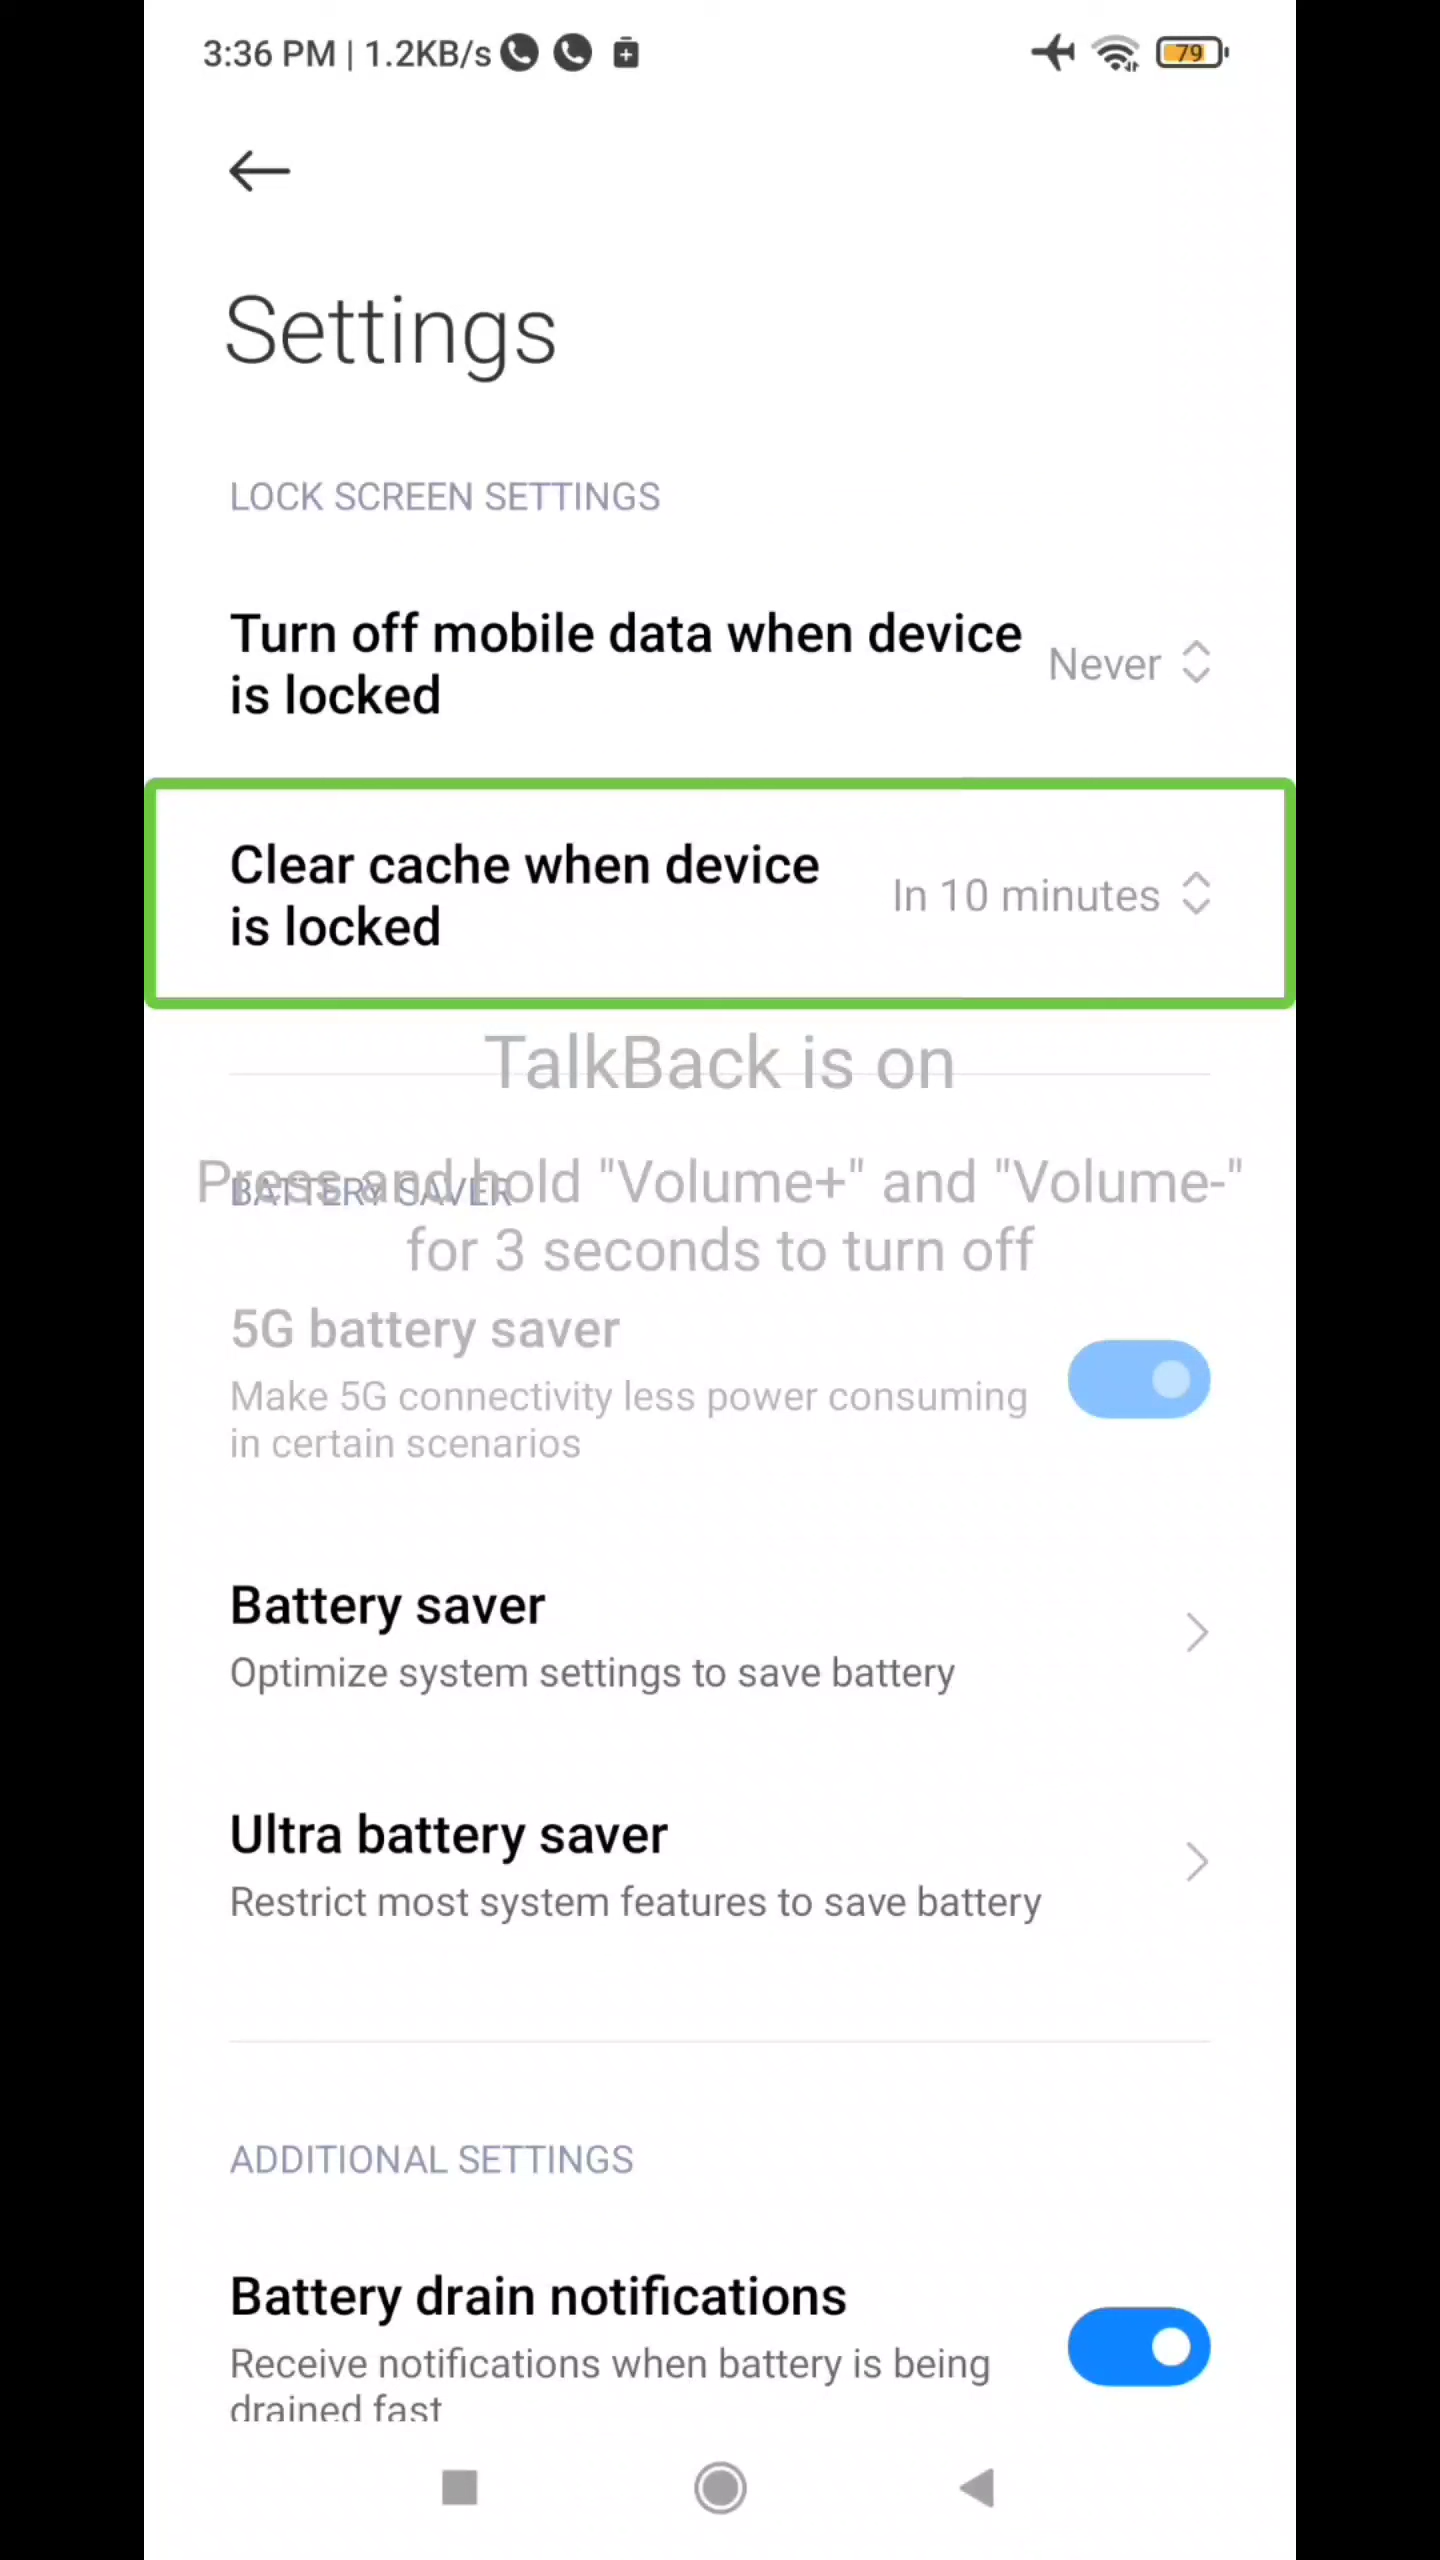 3:36 PM | 1.2KB/s
79
Settings
LOCK SCREEN SETTINGS
Turn off mobile data when device
is locked
Never
Clear cache when device
is locked
In 10 minutes
TalkBack is on
Press and hold "Volume+" and "Volume-"
for 3 seconds to turn off
BATTERY SAVER
5G battery saver
Make 5G connectivity less power consuming
in certain scenarios
Battery saver
Optimize system settings to save battery
Ultra battery saver
Restrict most system features to save battery
ADDITIONAL SETTINGS
Battery drain notifications
Receive notifications when battery is being
drained fast